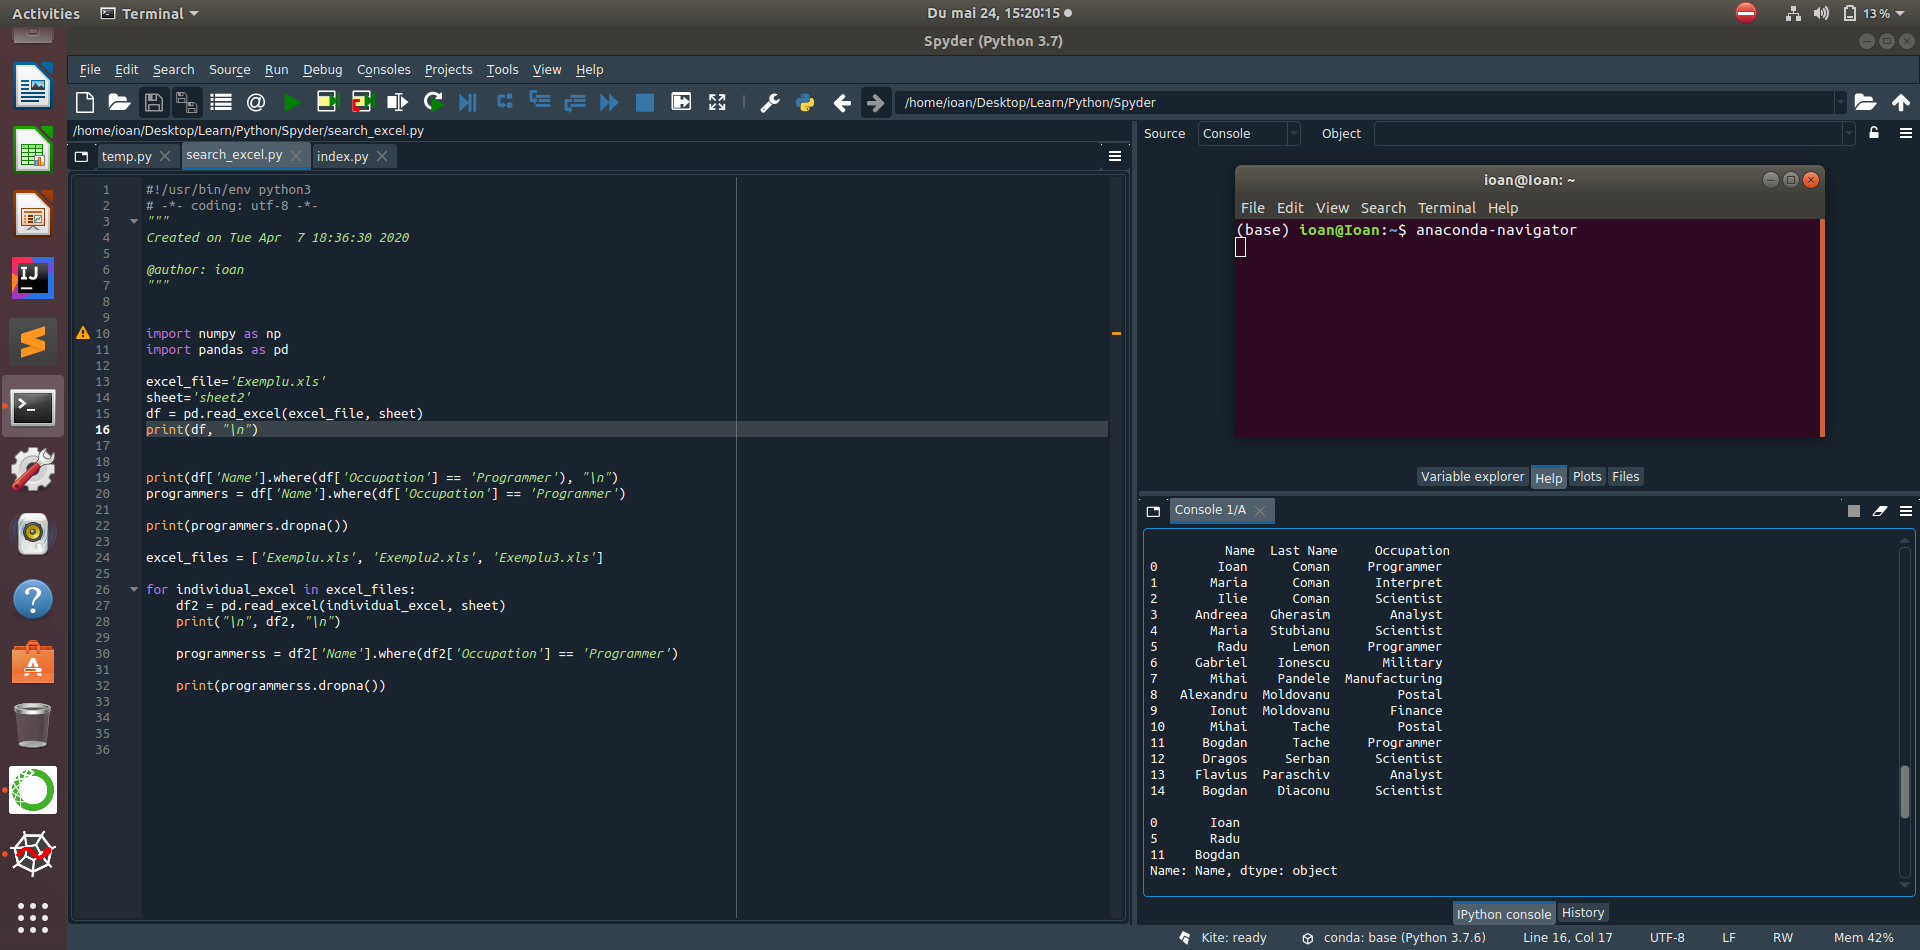 Activities Terminal Du mai 24, 15:20:15 13 %
Spyder (Python 3.7)
File Edit Search Source Run Debug Consoles Projects Tools View Help
/home/ioan/Desktop/Learn/Python/Spyder
/home/ioan/Desktop/Learn/Python/Spyder/search_excel.py
temp.py search_excel.py index.py
1 #!/usr/bin/env python3
2 # -*- coding: utf-8 -*-
3 """
4 Created on Tue Apr  7 18:36:30 2020
5
6 @author: ioan
7 """
8
9
10 import numpy as np
11 import pandas as pd
12
13 excel_file='Exemplu.xls'
14 sheet='sheet2'
15 df = pd.read_excel(excel_file, sheet)
16 print(df, "\n")
17
18
19 print(df['Name'].where(df['Occupation'] == 'Programmer'), "\n")
20 programmers = df['Name'].where(df['Occupation'] == 'Programmer')
21
22 print(programmers.dropna())
23
24 excel_files = ['Exemplu.xls', 'Exemplu2.xls', 'Exemplu3.xls']
25
26 for individual_excel in excel_files:
27     df2 = pd.read_excel(individual_excel, sheet)
28     print("\n", df2, "\n")
29
30     programmerss = df2['Name'].where(df2['Occupation'] == 'Programmer')
31
32     print(programmerss.dropna())
33
34
35
36
Source Console Object
ioan@Ioan: ~
File Edit View Search Terminal Help
(base) ioan@Ioan:~$ anaconda-navigator
Variable explorer Help Plots Files
Console 1/A
Name Last Name Occupation
0 Ioan Coman Programmer
1 Maria Coman Interpret
2 Ilie Coman Scientist
3 Andreea Gherasim Analyst
4 Maria Stubianu Scientist
5 Radu Lemon Programmer
6 Gabriel Ionescu Military
7 Mihai Pandele Manufacturing
8 Alexandru Moldovanu Postal
9 Ionut Moldovanu Finance
10 Mihai Tache Postal
11 Bogdan Tache Programmer
12 Dragos Serban Scientist
13 Flavius Paraschiv Analyst
14 Bogdan Diaconu Scientist
0 Ioan
5 Radu
11 Bogdan
Name: Name, dtype: object
IPython console History
Kite: ready conda: base (Python 3.7.6) Line 16, Col 17 UTF-8 LF RW Mem 42%
IJ